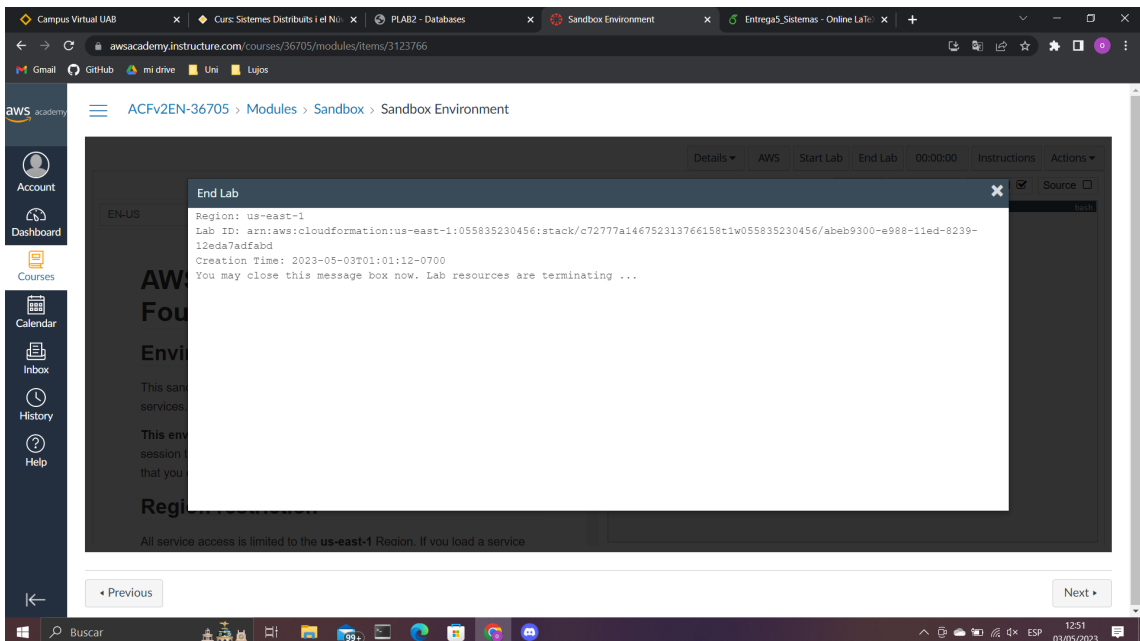 Campus Virtual UAB
Curs: Sistemes Distribuïts i el Núv
PLAB2 - Databases
Sandbox Environment
Entrega5_Sistemas - Online LaTeX
awsacademy.instructure.com/courses/36705/modules/items/3123766
Gmail
GitHub
mi drive
Uni
Lujos
aws academy
ACFv2EN-36705 > Modules > Sandbox > Sandbox Environment
Account
Dashboard
Courses
Calendar
Inbox
History
Help
Details
AWS
Start Lab
End Lab
00:00:00
Instructions
Actions
Source
EN-US
bash
End Lab
Region: us-east-1
Lab ID: arn:aws:cloudformation:us-east-1:055835230456:stack/c72777a146752313766158t1w055835230456/abeb9300-e988-11ed-8239-
12eda7adfabd
Creation Time: 2023-05-03T01:01:12-0700
You may close this message box now. Lab resources are terminating ...
AWS
Fou
Envi
This san
services.
This env
session t
that you
All service access is limited to the us-east-1 Region. If you load a service
Previous
Next
Buscar
99+
ESP
12:51
03/05/2023